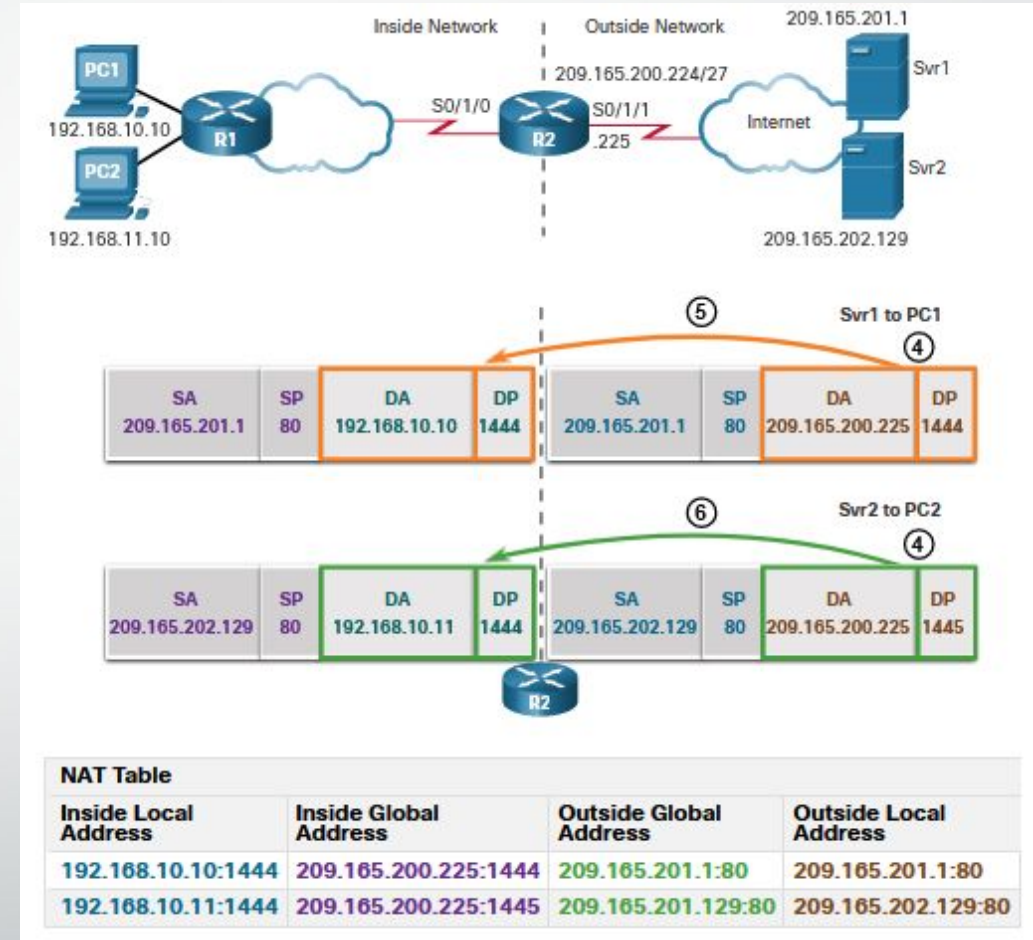 Inside Network
Outside Network
209.165.201.1
PC1
Svr1
209.165.200.224/27
S0/1/0
S0/1/1
192.168.10.10
R1
R2
.225
Internet
PC2
Svr2
192.168.11.10
209.165.202.129
5
Svr1 to PC1
4
SA SP DA DP SA SP DA DP
209.165.201.1 80 192.168.10.10 1444 209.165.201.1 80 209.165.200.225 1444
6
Svr2 to PC2
4
SA SP DA DP SA SP DA DP
209.165.202.129 80 192.168.10.11 1444 209.165.202.129 80 209.165.200.225 1445
R2
NAT Table
Inside Local Address
Inside Global Address
Outside Global Address
Outside Local Address
192.168.10.10:1444 209.165.200.225:1444 209.165.201.1:80 209.165.201.1:80
192.168.10.11:1444 209.165.200.225:1445 209.165.201.129:80 209.165.202.129:80